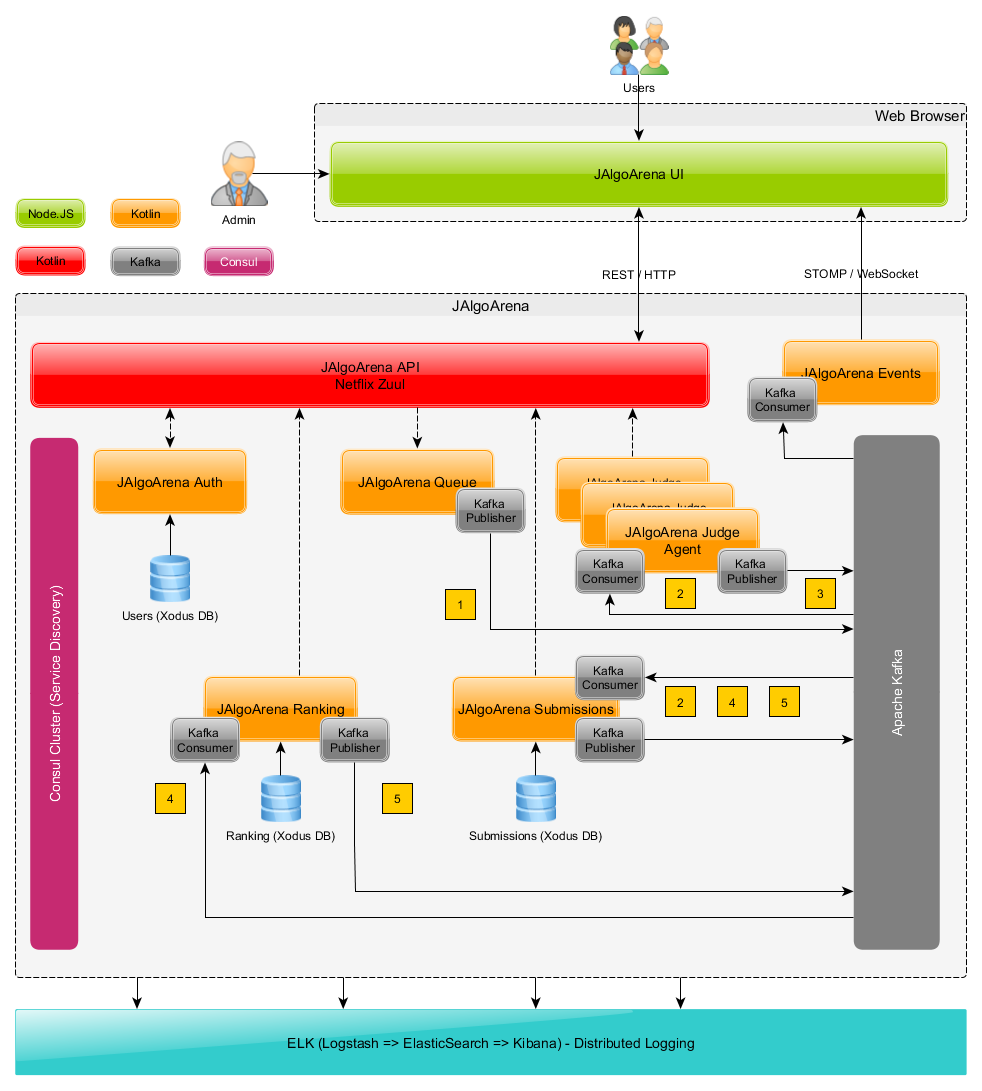 Users
Web Browser
JAlgoArena UI
Admin
Node.JS
Kotlin
Kotlin
Kafka
Consul
REST / HTTP
STOMP / WebSocket
JAlgoArena
JAlgoArena API
Netflix Zuul
JAlgoArena Events
Kafka
Consumer
JAlgoArena Auth
JAlgoArena Queue
Kafka
Publisher
JAlgoArena Judge
JAlgoArena Judge
JAlgoArena Judge
Agent
Kafka
Consumer
Kafka
Publisher
1
2
3
Users (Xodus DB)
Consul Cluster (Service Discovery)
Apache Kafka
JAlgoArena Ranking
Kafka
Consumer
Kafka
Publisher
JAlgoArena Submissions
Kafka
Consumer
Kafka
Publisher
2
4
5
4
5
Ranking (Xodus DB)
Submissions (Xodus DB)
ELK (Logstash => ElasticSearch => Kibana) - Distributed Logging